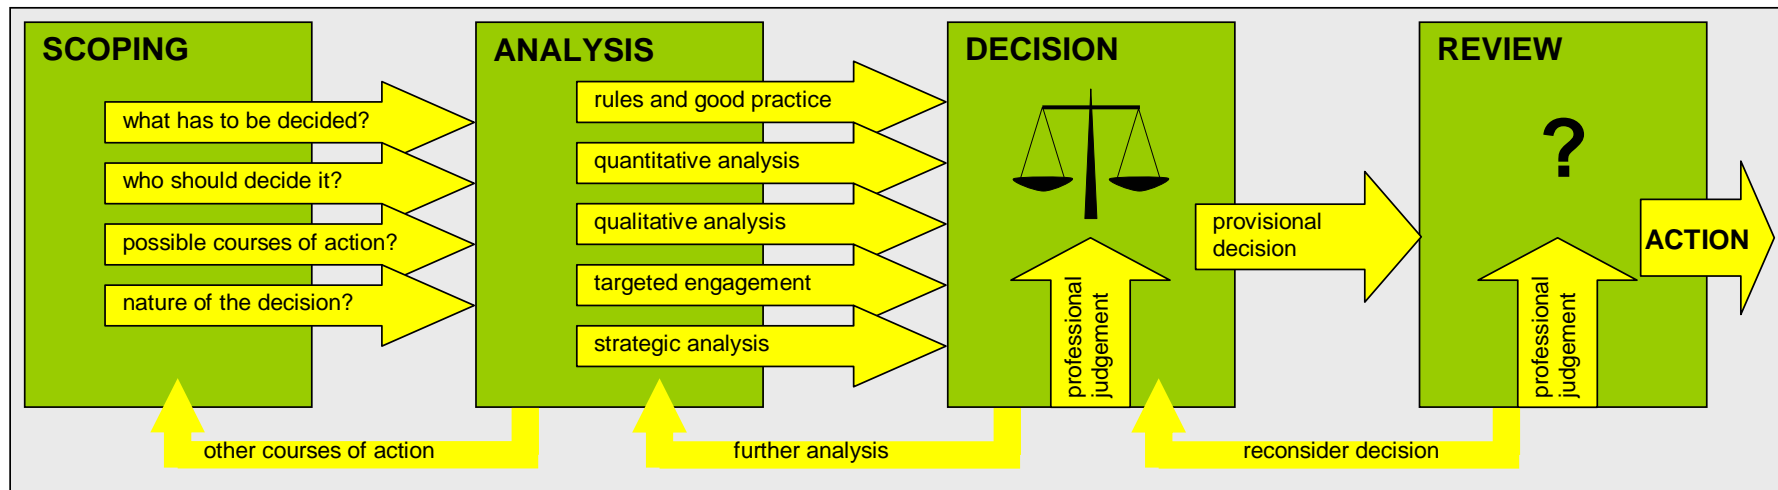 SCOPING
what has to be decided?
who should decide it?
possible courses of action?
nature of the decision?
ANALYSIS
rules and good practice
quantitative analysis
qualitative analysis
targeted engagement
strategic analysis
DECISION
professional
judgement
provisional
decision
REVIEW
?
professional
judgement
ACTION
other courses of action
further analysis
reconsider decision